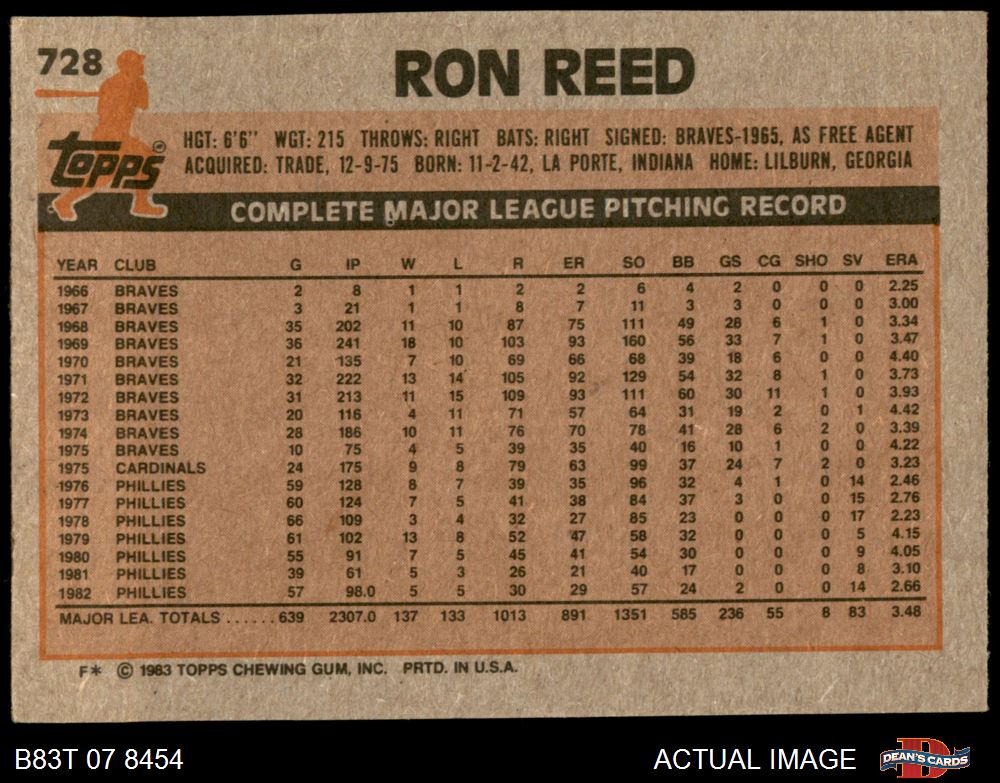 728
RON REED
topps®
HGT: 6'6" WGT: 215 THROWS: RIGHT BATS: RIGHT SIGNED: BRAVES-1965, AS FREE AGENT
ACQUIRED: TRADE, 12-9-75 BORN: 11-2-42, LA PORTE, INDIANA HOME: LILBURN, GEORGIA
COMPLETE MAJOR LEAGUE PITCHING RECORD
YEAR CLUB G IP W L R ER SO BB GS CG SHO SV ERA
1966 BRAVES 2 8 1 1 2 2 6 4 2 0 0 0 2.25
1967 BRAVES 3 21 1 1 8 7 11 3 3 0 0 0 3.00
1968 BRAVES 35 202 11 10 87 75 111 49 28 6 1 0 3.34
1969 BRAVES 36 241 18 10 103 93 160 56 33 7 1 0 3.47
1970 BRAVES 21 135 7 10 69 66 68 39 18 6 0 0 4.40
1971 BRAVES 32 222 13 14 105 92 129 54 32 8 1 0 3.73
1972 BRAVES 31 213 11 15 109 93 111 60 30 11 1 0 3.93
1973 BRAVES 20 116 4 11 71 57 64 31 19 2 0 1 4.42
1974 BRAVES 28 186 10 11 76 70 78 41 28 6 2 0 3.39
1975 BRAVES 10 75 4 5 39 35 40 16 10 1 0 0 4.22
1975 CARDINALS 24 175 9 8 79 63 99 37 24 7 2 0 3.23
1976 PHILLIES 59 128 8 7 39 35 96 32 4 1 0 14 2.46
1977 PHILLIES 60 124 7 5 41 38 84 37 3 0 0 15 2.76
1978 PHILLIES 66 109 3 4 32 27 85 23 0 0 0 17 2.23
1979 PHILLIES 61 102 13 8 52 47 58 32 0 0 0 5 4.15
1980 PHILLIES 55 91 7 5 45 41 54 30 0 0 0 9 4.05
1981 PHILLIES 39 61 5 3 26 21 40 17 0 0 0 8 3.10
1982 PHILLIES 57 98.0 5 5 30 29 57 24 2 0 0 14 2.66
MAJOR LEA. TOTALS ...... 639 2307.0 137 133 1013 891 1351 585 236 55 8 83 3.48
F* © 1983 TOPPS CHEWING GUM, INC. PRTD. IN U.S.A.
B83T 07 8454 ACTUAL IMAGE DEAN'S CARDS